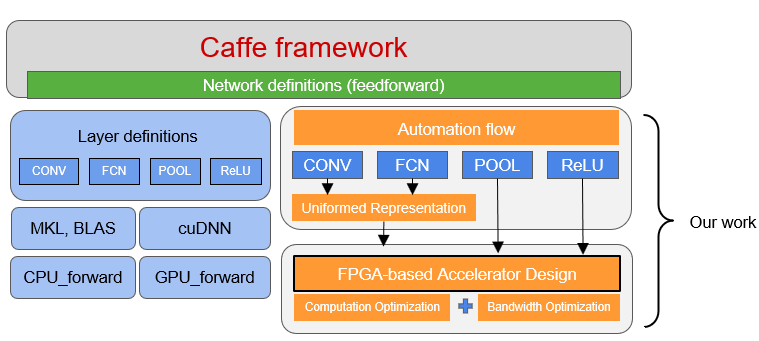 Caffe framework
Network definitions (feedforward)
Layer definitions
CONV
FCN
POOL
ReLU
MKL, BLAS
cuDNN
CPU_forward
GPU_forward
Automation flow
CONV
FCN
POOL
ReLU
Uniformed Representation
FPGA-based Accelerator Design
Computation Optimization
Bandwidth Optimization
Our work